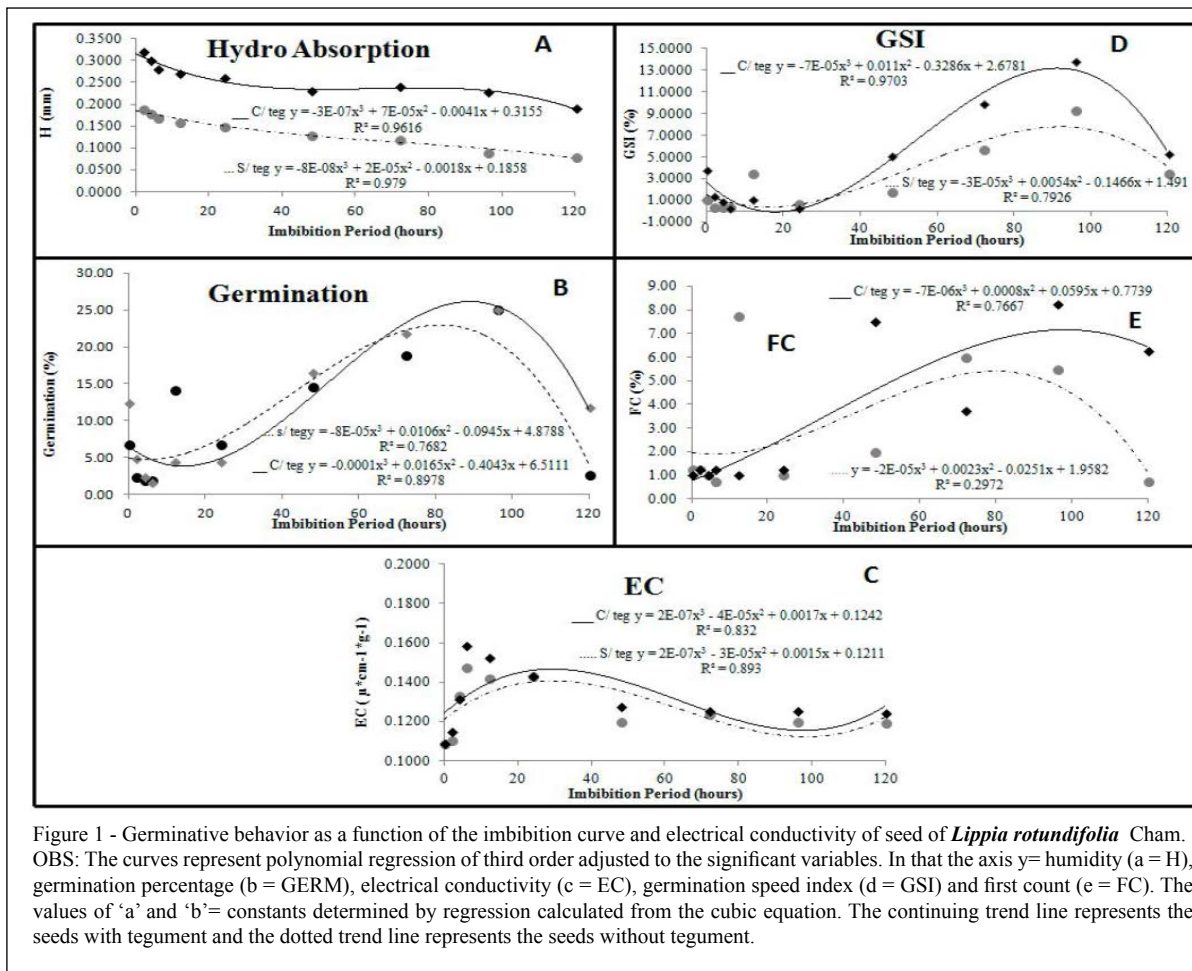 Hydro Absorption
A
H (mm)
0.3500
0.3000
0.2500
0.2000
0.1500
0.1000
0.0500
0.0000
C/ teg y = -3E-07x³ + 7E-05x² - 0.0041x + 0.3155
R² = 0.9616
S/ teg y = -8E-08x³ + 2E-05x² - 0.0018x + 0.1858
R² = 0.979
0 20 40 60 80 100 120
Imbibition Period (hours)
GSI
D
GSI (%)
15.0000
13.0000
11.0000
9.0000
7.0000
5.0000
3.0000
1.0000
-1.0000
C/ teg y = -7E-05x³ + 0.011x² - 0.3286x + 2.6781
R² = 0.9703
S/ teg y = -3E-05x³ + 0.0054x² - 0.1466x + 1.491
R² = 0.7926
0 20 40 60 80 100 120
Imbibition Period (hours)
Germination
B
Germination (%)
30.00
25.00
20.00
15.00
10.00
5.00
0.00
s/ tegy = -8E-05x³ + 0.0106x² - 0.0945x + 4.8788
R² = 0.7682
C/ tegy = -0.0001x³ + 0.0165x² - 0.4043x + 6.5111
R² = 0.8978
0 20 40 60 80 100 120
Imbibition Period (hours)
FC
E
FC (%)
9.00
8.00
7.00
6.00
5.00
4.00
3.00
2.00
1.00
0.00
C/ teg y = -7E-06x³ + 0.0008x² + 0.0595x + 0.7739
R² = 0.7667
y = -2E-05x³ + 0.0023x² - 0.0251x + 1.9582
R² = 0.2972
0 20 40 60 80 100 120
Imbibition Period (hours)
EC
C
EC ( µ*cm-1*g-1)
0.2000
0.1800
0.1600
0.1400
0.1200
0.1000
C/ teg y = 2E-07x³ - 4E-05x² + 0.0017x + 0.1242
R² = 0.832
S/ teg y = 2E-07x³ - 3E-05x² + 0.0015x + 0.1211
R² = 0.893
0 20 40 60 80 100 120
Imbibition Period (hours)
Figure 1 - Germinative behavior as a function of the imbibition curve and electrical conductivity of seed of Lippia rotundifolia Cham.
OBS: The curves represent polynomial regression of third order adjusted to the significant variables. In that the axis y= humidity (a = H),
germination percentage (b = GERM), electrical conductivity (c = EC), germination speed index (d = GSI) and first count (e = FC). The
values of ‘a’ and ‘b’= constants determined by regression calculated from the cubic equation. The continuing trend line represents the
seeds with tegument and the dotted trend line represents the seeds without tegument.